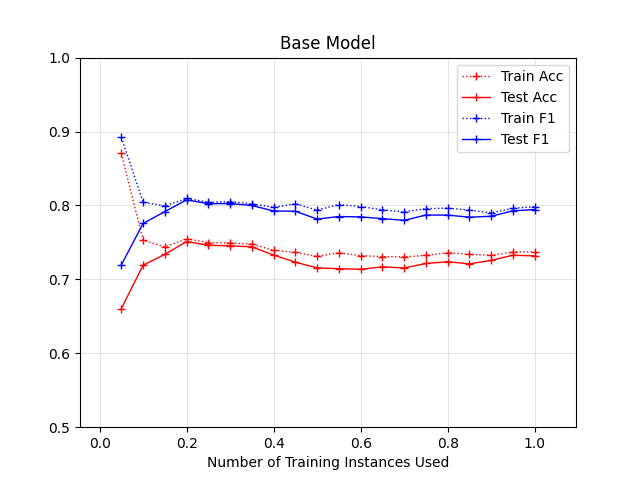 Base Model
1.0
0.9
0.8
0.7
0.6
0.5
Train Acc
Test Acc
Train F1
Test F1
0.0 0.2 0.4 0.6 0.8 1.0
Number of Training Instances Used